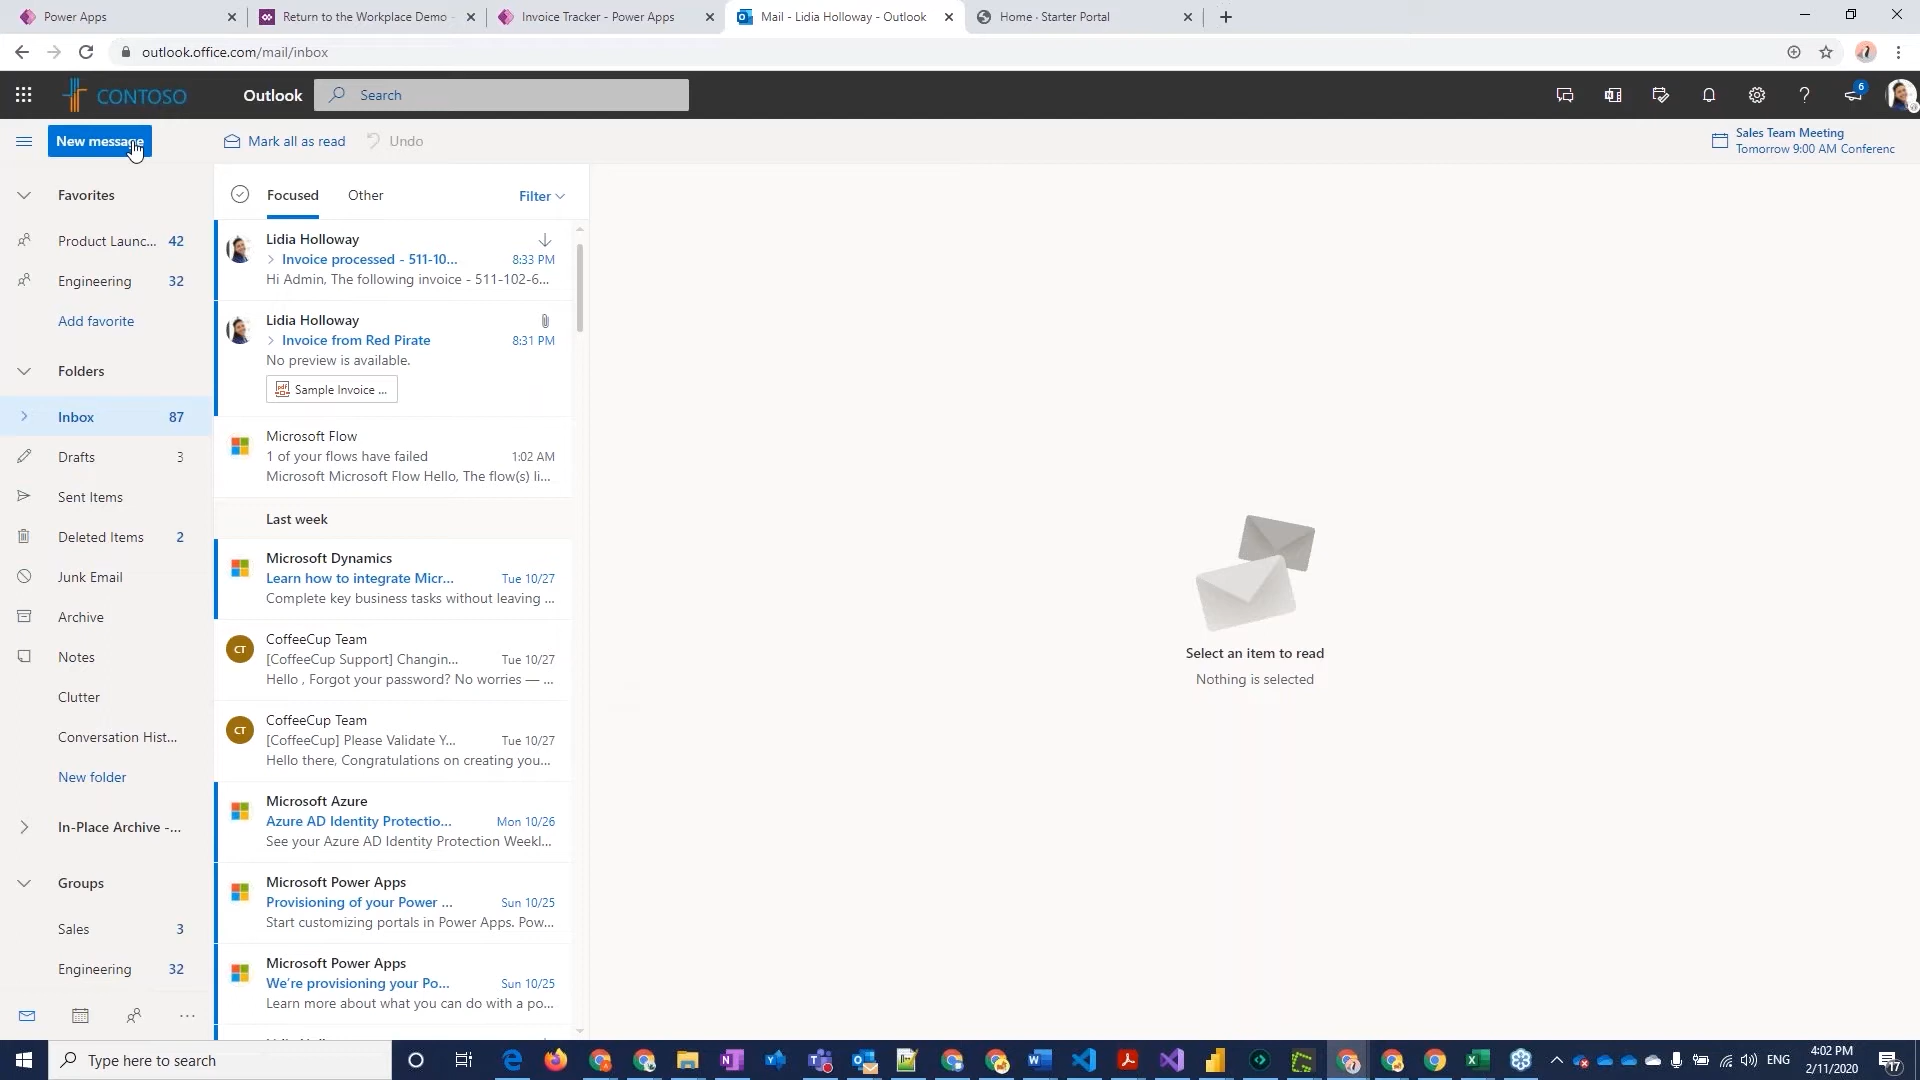 Power Apps
Return to the Workplace Demo
Invoice Tracker - Power Apps
Mail - Lidia Holloway - Outlook
Home · Starter Portal
outlook.office.com/mail/inbox
CONTOSO
Outlook
Search
6
New message
Mark all as read
Undo
Sales Team Meeting
Tomorrow 9:00 AM Conferenc
Favorites
Product Launc... 42
Engineering 32
Add favorite
Folders
Inbox 87
Drafts 3
Sent Items
Deleted Items 2
Junk Email
Archive
Notes
Clutter
Conversation Hist...
New folder
In-Place Archive -...
Groups
Sales 3
Engineering 32
Focused
Other
Filter
Lidia Holloway
Invoice processed - 511-10... 8:33 PM
Hi Admin, The following invoice - 511-102-6...
Lidia Holloway
Invoice from Red Pirate 8:31 PM
No preview is available.
Sample Invoice ...
Microsoft Flow
1 of your flows have failed 1:02 AM
Microsoft Microsoft Flow Hello, The flow(s) li...
Last week
Microsoft Dynamics
Learn how to integrate Micr... Tue 10/27
Complete key business tasks without leaving ...
CT
CoffeeCup Team
[CoffeeCup Support] Changin... Tue 10/27
Hello , Forgot your password? No worries — ...
CT
CoffeeCup Team
[CoffeeCup] Please Validate Y... Tue 10/27
Hello there, Congratulations on creating you...
Microsoft Azure
Azure AD Identity Protectio... Mon 10/26
See your Azure AD Identity Protection Weekl...
Microsoft Power Apps
Provisioning of your Power ... Sun 10/25
Start customizing portals in Power Apps. Pow...
Microsoft Power Apps
We're provisioning your Po... Sun 10/25
Learn more about what you can do with a po...
Select an item to read
Nothing is selected
Type here to search
ENG
4:02 PM
2/11/2020
17